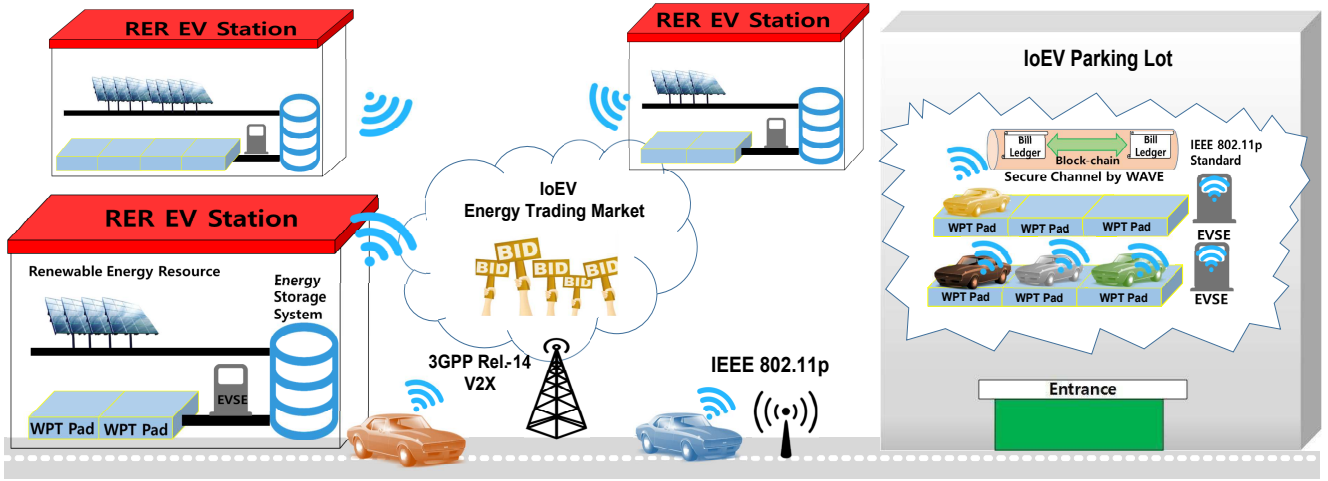 RER EV Station
RER EV Station
IoEV Parking Lot
Bill
Ledger
Bill
Ledger
Block-chain
IEEE 802.11p
Standard
Secure Channel by WAVE
WPT Pad
WPT Pad
WPT Pad
EVSE
WPT Pad
WPT Pad
WPT Pad
EVSE
Entrance
RER EV Station
Renewable Energy Resource
Energy
Storage
System
EVSE
WPT Pad
WPT Pad
IoEV
Energy Trading Market
BID
BID
BID
BID
BID
3GPP Rel.-14
V2X
IEEE 802.11p